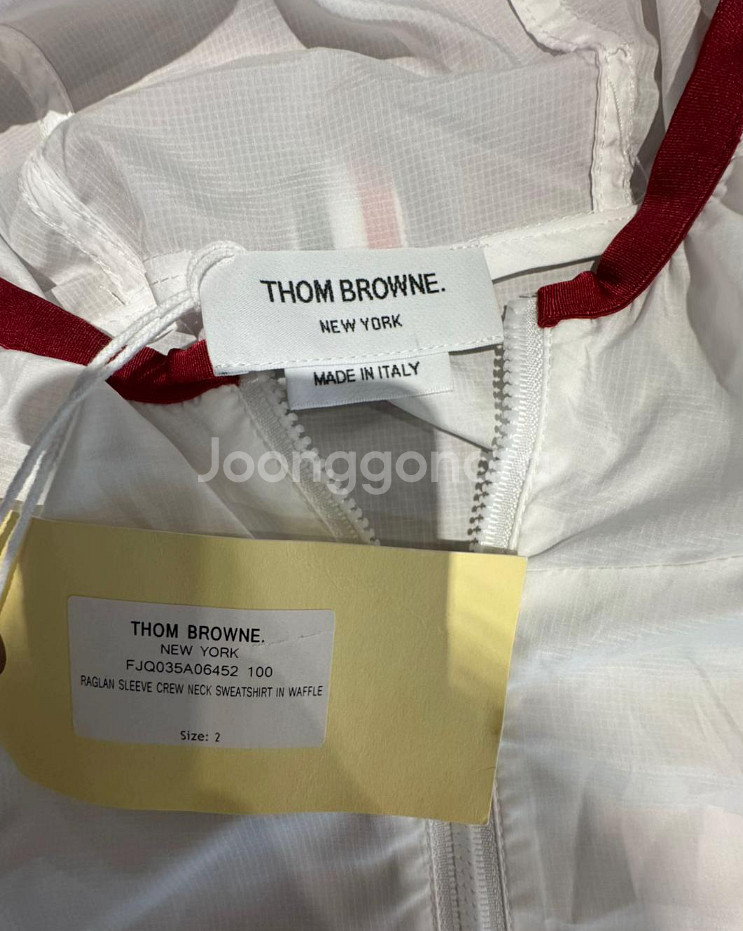 THOM BROWNE.
NEW YORK
MADE IN ITALY
THOM BROWNE.
NEW YORK
FJQ035A06452 100
RAGLAN SLEEVE CREW NECK SWEATSHIRT IN WAFFLE
Size: 2